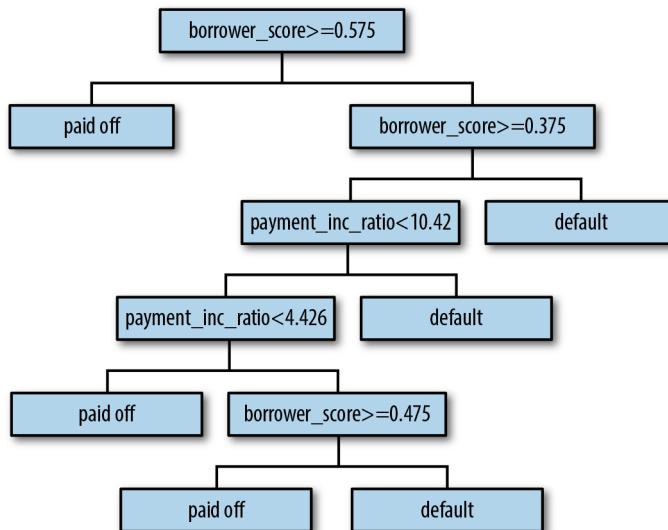 borrower_score>=0.575
paid off
borrower_score>=0.375
payment_inc_ratio<10.42
default
payment_inc_ratio<4.426
default
paid off
borrower_score>=0.475
paid off
default